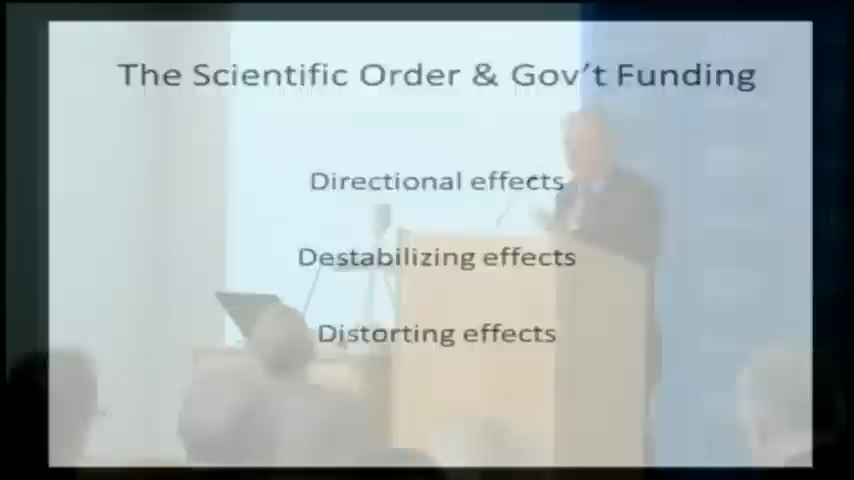 The Scientific Order & Gov't Funding
Directional effects
Destabilizing effects
Distorting effects